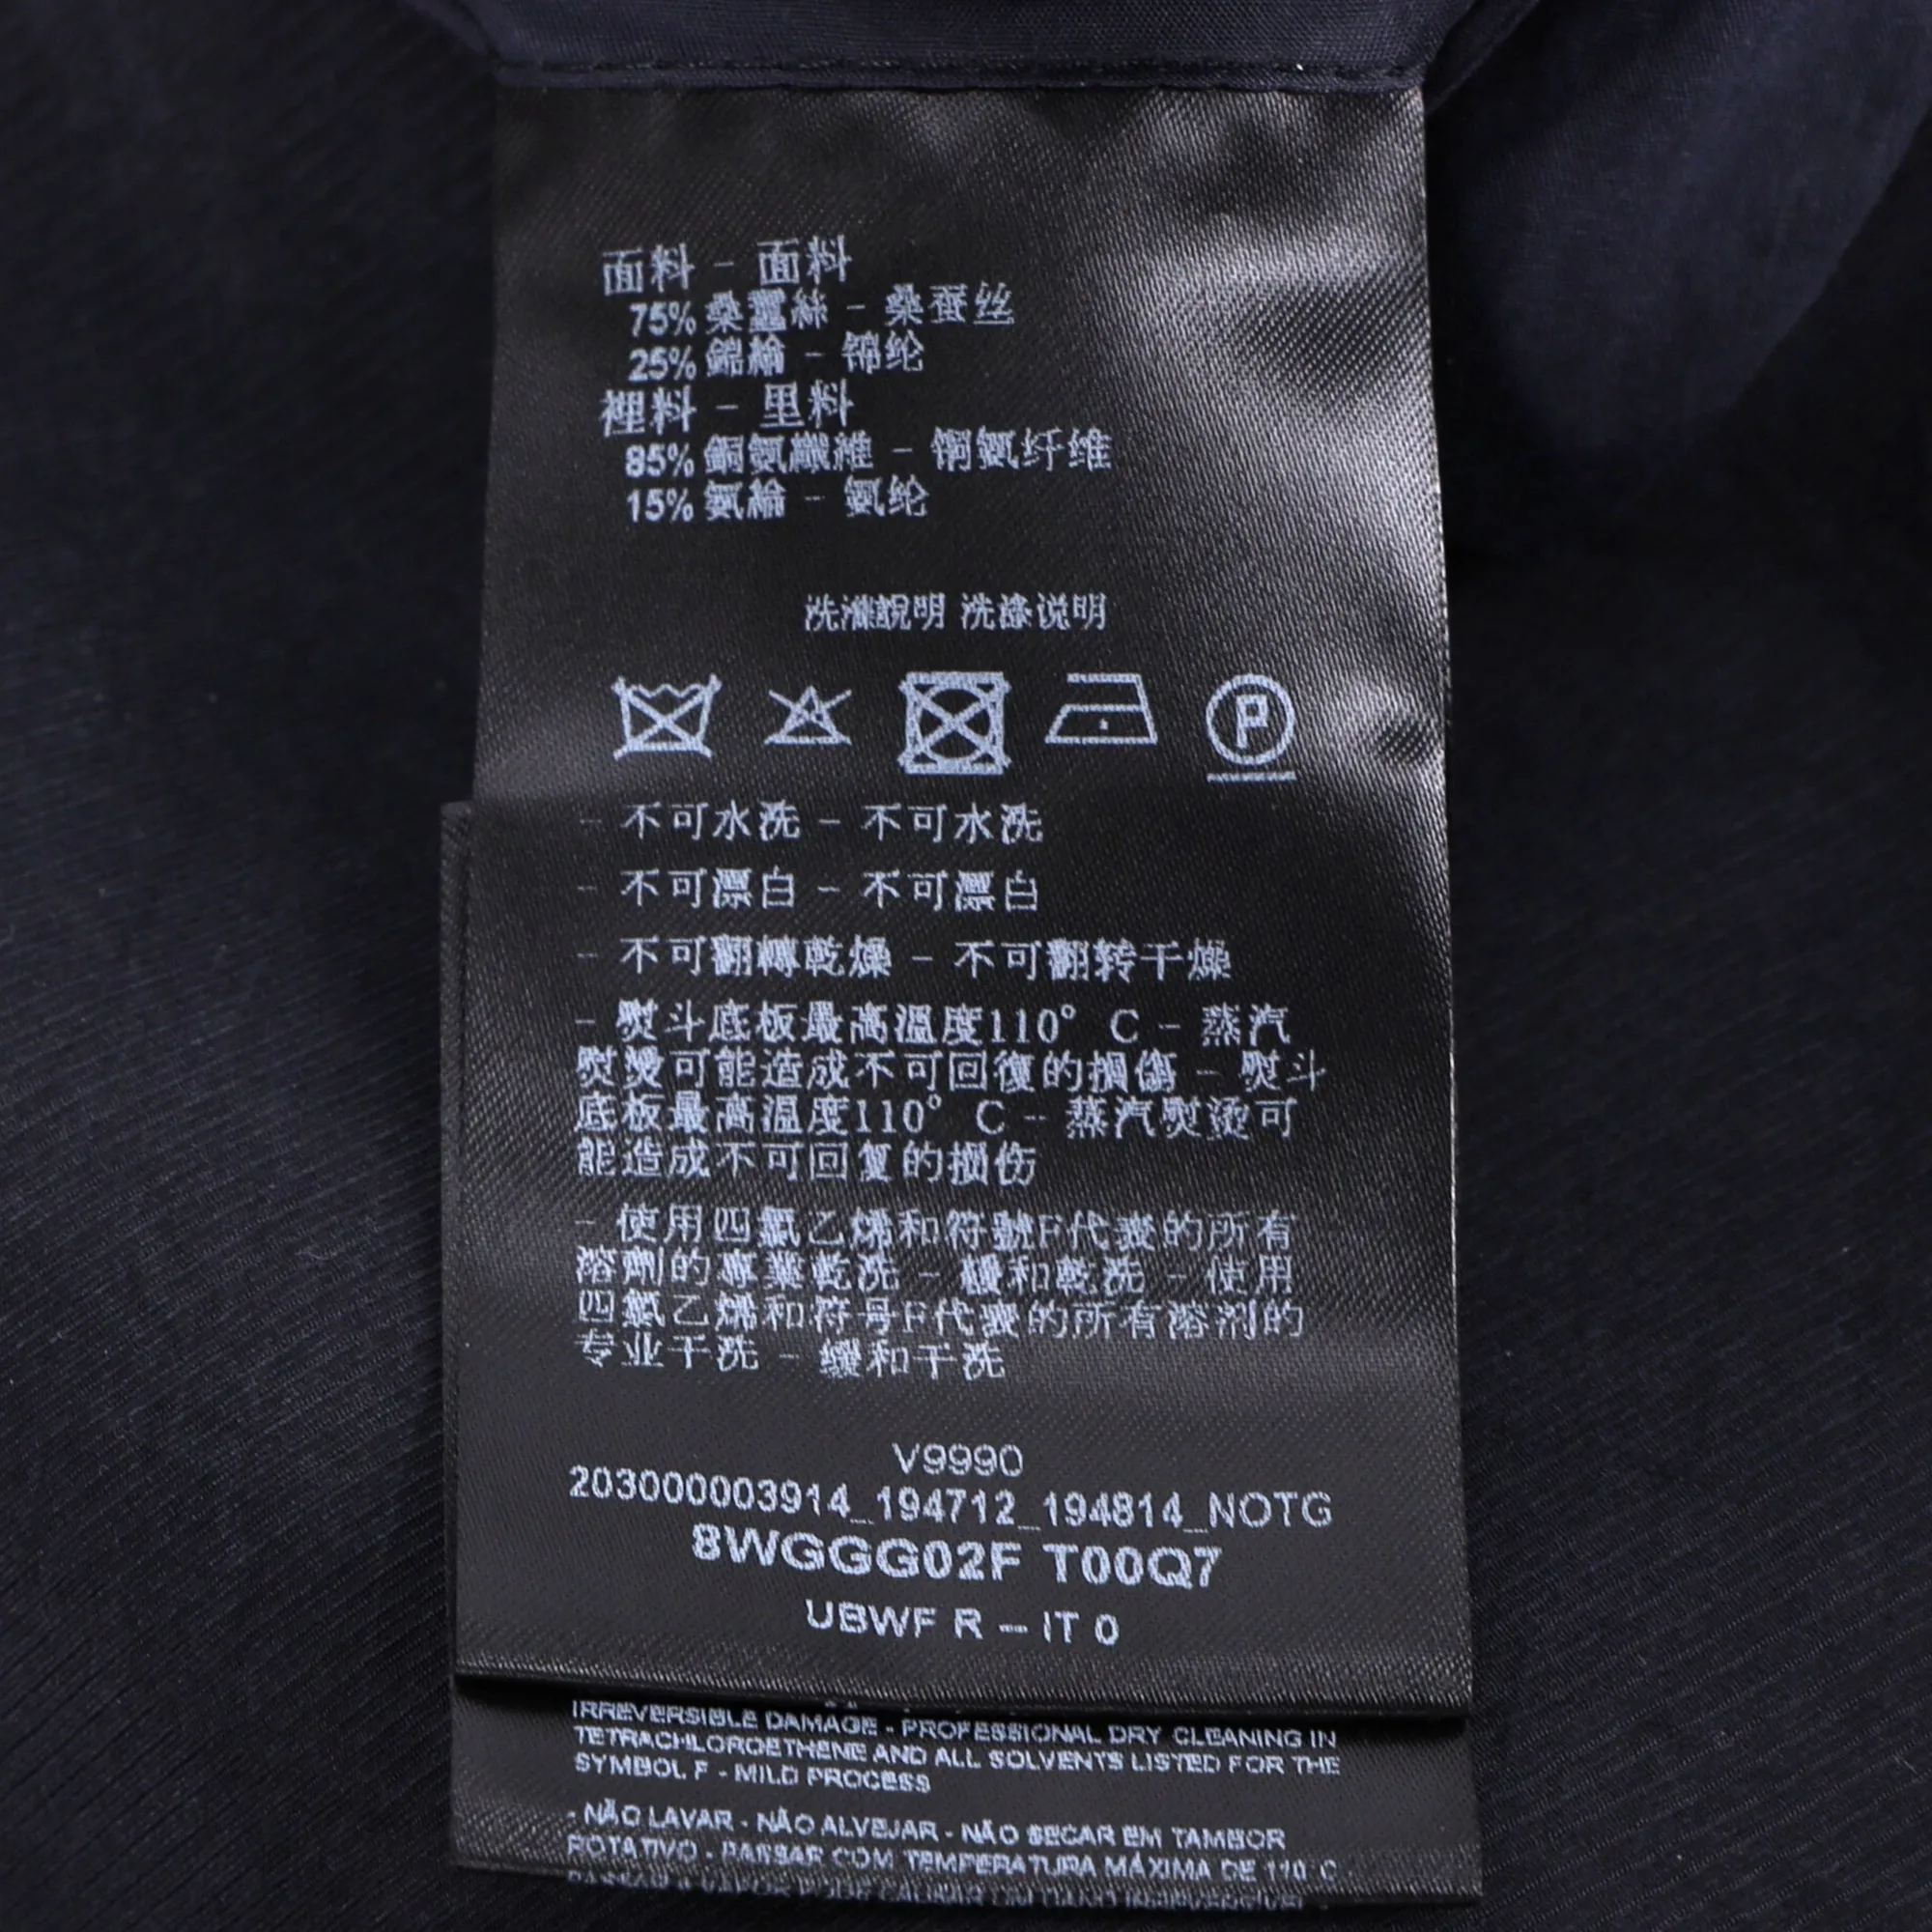 面料 - 面料
75% 桑蠶絲 - 桑蚕丝
25% 錦綸 - 锦纶
裡料 - 里料
85% 銅氨纖維 - 铜氨纤维
15% 氨綸 - 氨纶
洗滌說明 洗涤说明
P
- 不可水洗 - 不可水洗
- 不可漂白 - 不可漂白
- 不可翻轉乾燥 - 不可翻转干燥
- 熨斗底板最高溫度110° C - 蒸汽
熨燙可能造成不可回復的損傷 - 熨斗
底板最高温度110° C - 蒸汽熨烫可
能造成不可回复的损伤
- 使用四氯乙烯和符號F代表的所有
溶劑的專業乾洗 - 緩和乾洗 - 使用
四氯乙烯和符号F代表的所有溶剂的
专业干洗 - 缓和干洗
V9990
203000003914_194712_194814_NOTG
8WGGG02F T00Q7
UBWF R - IT 0
IRREVERSIBLE DAMAGE - PROFESSIONAL DRY CLEANING IN
TETRACHLOROETHENE AND ALL SOLVENTS LISTED FOR THE
SYMBOL F - MILD PROCESS
- NÃO LAVAR - NÃO ALVEJAR - NÃO SECAR EM TAMBOR
ROTATIVO - PASSAR COM TEMPERATURA MÁXIMA DE 110 C